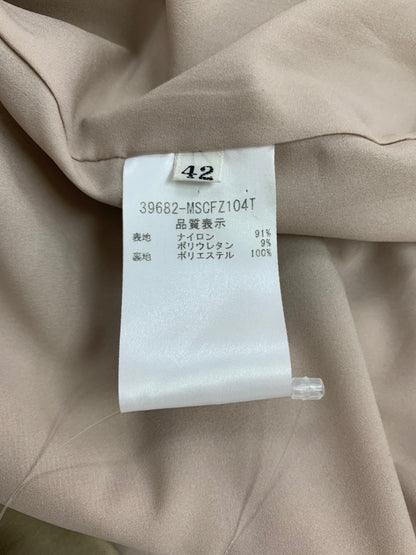 42
39682-MSCFZ104T
品質表示
表地 ナイロン 91%
ポリウレタン 9%
裏地 ポリエステル 100%